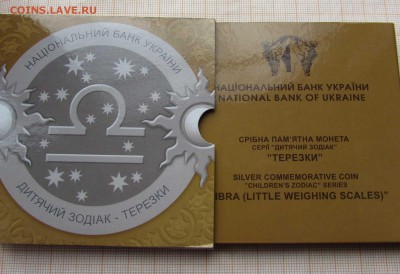 COINS.LAVE.RU
НАЦІОНАЛЬНИЙ БАНК УКРАЇНИ
ДИТЯЧИЙ ЗОДІАК - ТЕРЕЗКИ
НАЦІОНАЛЬНИЙ БАНК УКРАЇНИ
NATIONAL BANK OF UKRAINE
СРІБНА ПАМ'ЯТНА МОНЕТА
СЕРІЇ "ДИТЯЧИЙ ЗОДІАК"
"ТЕРЕЗКИ"
SILVER COMMEMORATIVE COIN
"CHILDREN'S ZODIAC" SERIES
IBRA (LITTLE WEIGHING SCALES)"